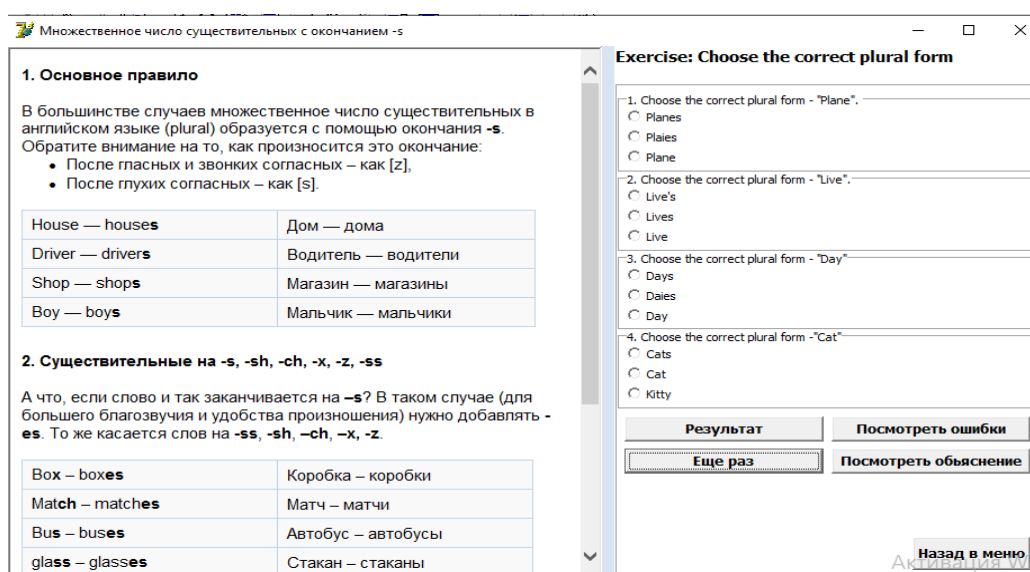 Множественное число существительных с окончанием -s
1. Основное правило
В большинстве случаев множественное число существительных в
английском языке (plural) образуется с помощью окончания -s.
Обратите внимание на то, как произносится это окончание:
• После гласных и звонких согласных – как [z],
• После глухих согласных – как [s].
House — houses Дом — дома
Driver — drivers Водитель — водители
Shop — shops Магазин — магазины
Boy — boys Мальчик — мальчики
2. Существительные на -s, -sh, -ch, -x, -z, -ss
А что, если слово и так заканчивается на –s? В таком случае (для
большего благозвучия и удобства произношения) нужно добавлять -
es. То же касается слов на -ss, -sh, –ch, –x, -z.
Box – boxes Коробка – коробки
Match – matches Матч – матчи
Bus – buses Автобус – автобусы
glass – glasses Стакан – стаканы
Exercise: Choose the correct plural form
1. Choose the correct plural form - "Plane".
Planes
Plaies
Plane
2. Choose the correct plural form - "Live".
Live's
Lives
Live
3. Choose the correct plural form - "Day"
Days
Daies
Day
4. Choose the correct plural form -"Cat"
Cats
Cat
Kitty
Результат Посмотреть ошибки
Еще раз Посмотреть обьяснение
Назад в меню
Активация